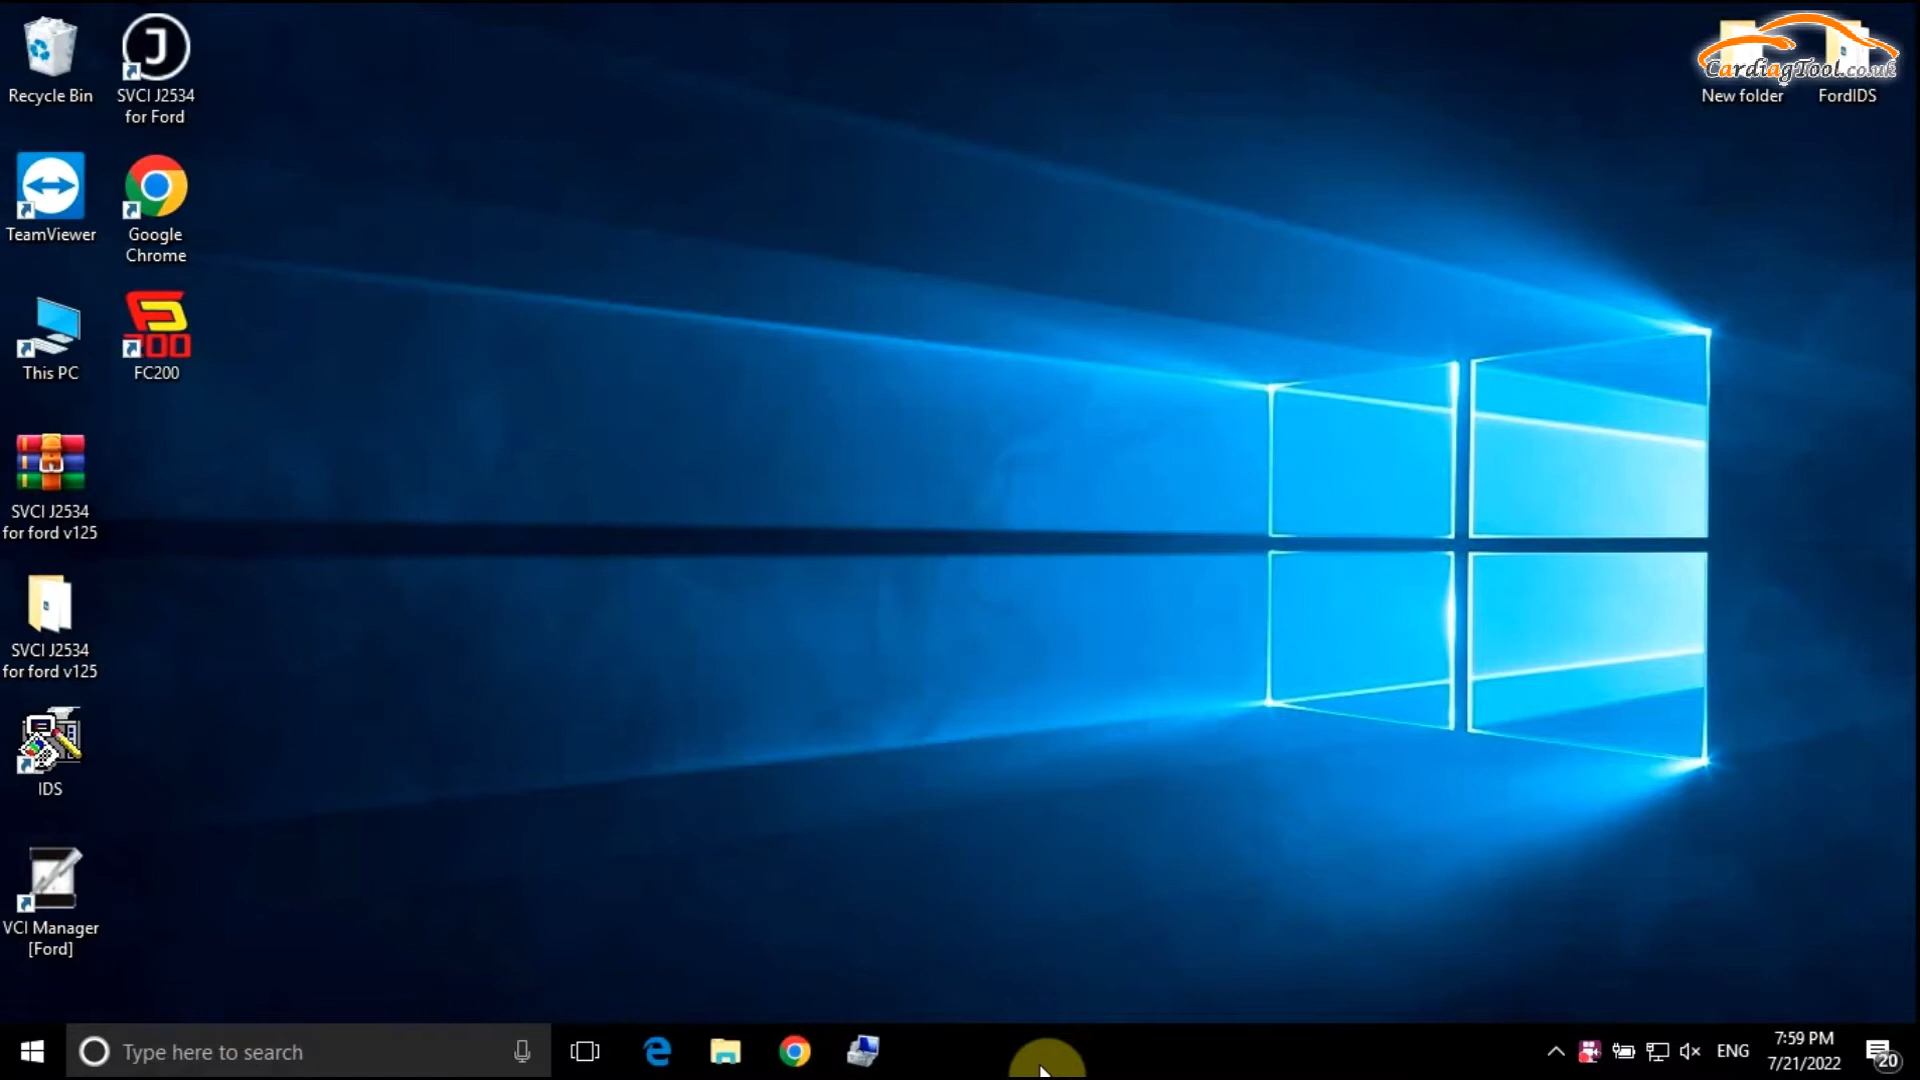 Recycle Bin
SVCI J2534
for Ford
TeamViewer
Google
Chrome
This PC
FC200
SVCI J2534
for ford v125
SVCI J2534
for ford v125
IDS
VCI Manager
[Ford]
CardiagTool.co.uk
New folder
FordIDS
Type here to search
ENG
7:59 PM
7/21/2022
20